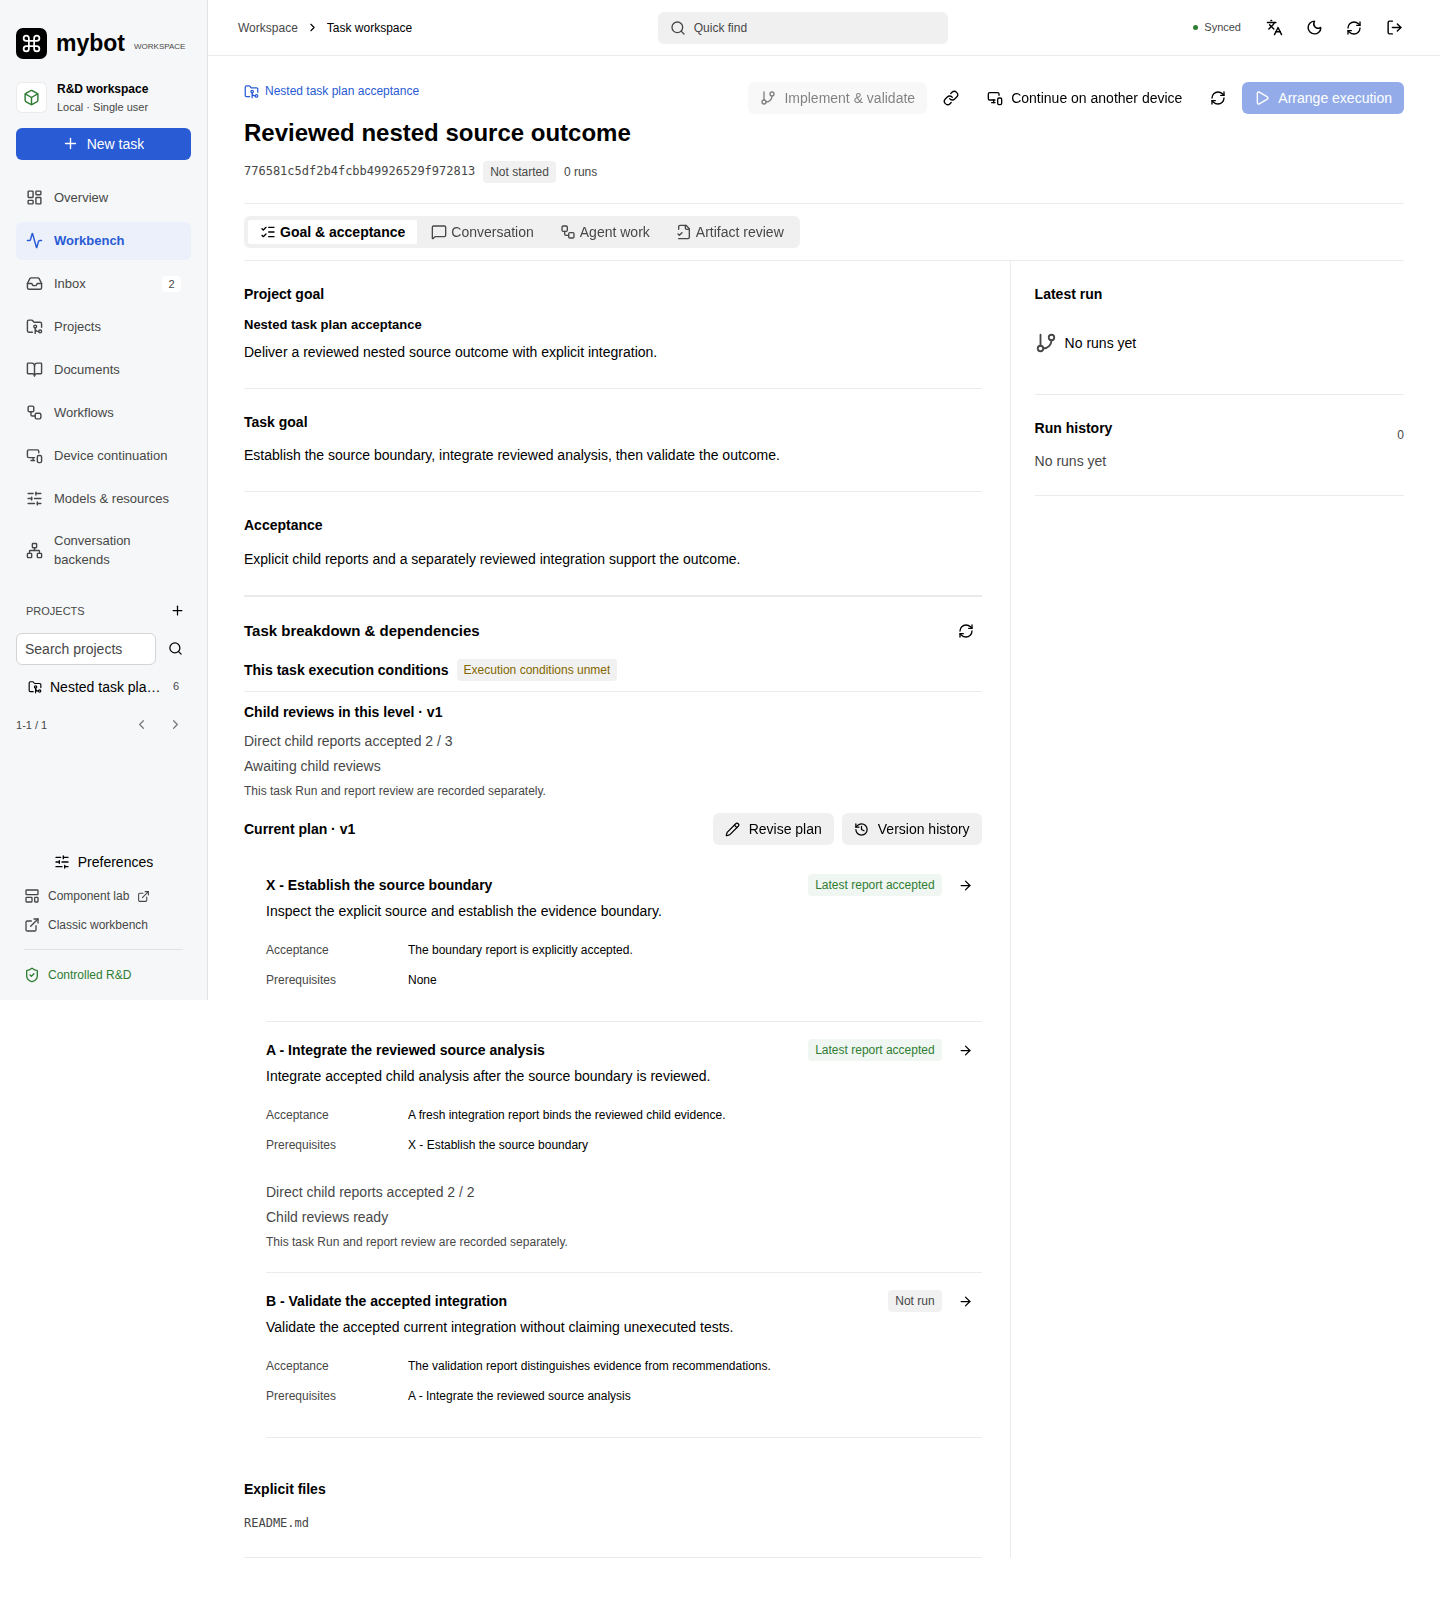 mybot WORKSPACE
R&D workspace
Local · Single user
New task
Overview
Workbench
Inbox 2
Projects
Documents
Workflows
Device continuation
Models & resources
Conversation
backends
PROJECTS
Search projects
Nested task pla… 6
1-1 / 1
Preferences
Component lab
Classic workbench
Controlled R&D
Workspace Task workspace
Quick find
Synced
Nested task plan acceptance
Implement & validate
Continue on another device
Arrange execution
Reviewed nested source outcome
776581c5df2b4fcbb49926529f972813 Not started 0 runs
Goal & acceptance Conversation Agent work Artifact review
Project goal
Nested task plan acceptance
Deliver a reviewed nested source outcome with explicit integration.
Task goal
Establish the source boundary, integrate reviewed analysis, then validate the outcome.
Acceptance
Explicit child reports and a separately reviewed integration support the outcome.
Task breakdown & dependencies
This task execution conditions Execution conditions unmet
Child reviews in this level · v1
Direct child reports accepted 2 / 3
Awaiting child reviews
This task Run and report review are recorded separately.
Current plan · v1 Revise plan Version history
X - Establish the source boundary Latest report accepted
Inspect the explicit source and establish the evidence boundary.
Acceptance The boundary report is explicitly accepted.
Prerequisites None
A - Integrate the reviewed source analysis Latest report accepted
Integrate accepted child analysis after the source boundary is reviewed.
Acceptance A fresh integration report binds the reviewed child evidence.
Prerequisites X - Establish the source boundary
Direct child reports accepted 2 / 2
Child reviews ready
This task Run and report review are recorded separately.
B - Validate the accepted integration Not run
Validate the accepted current integration without claiming unexecuted tests.
Acceptance The validation report distinguishes evidence from recommendations.
Prerequisites A - Integrate the reviewed source analysis
Explicit files
README.md
Latest run
No runs yet
Run history 0
No runs yet